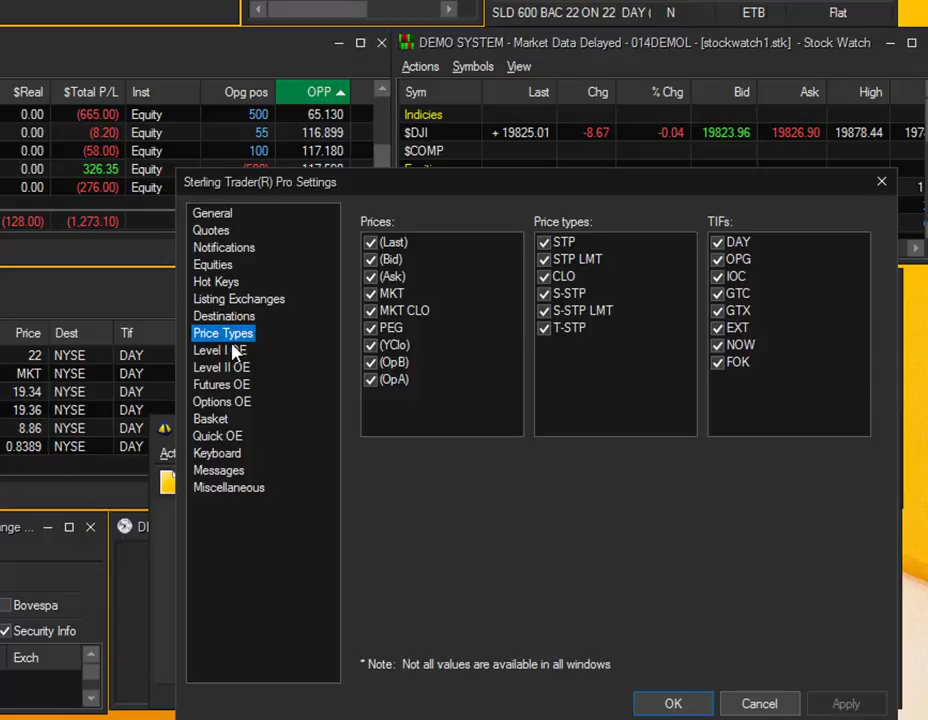 SLD 600 BAC 22 ON 22 DAY ( N ETB Flat
DEMO SYSTEM - Market Data Delayed - 014DEMOL - [stockwatch1.stk] - Stock Watch
Actions Symbols View
$Real $Total P/L Inst Opg pos OPP
0.00 (665.00) Equity 500 65.130
0.00 (8.20) Equity 55 116.899
0.00 (58.00) Equity 100 117.180
0.00 326.35 Equity
0.00 (276.00) Equity
(128.00) (1,273.10)
Sym Last Chg % Chg Bid Ask High
Indicies
$DJI + 19825.01 -8.67 -0.04 19823.96 19826.90 19878.44 197
$COMP
Sterling Trader(R) Pro Settings
General
Quotes
Notifications
Equities
Hot Keys
Listing Exchanges
Destinations
Price Types
Level I OE
Level II OE
Futures OE
Options OE
Basket
Quick OE
Keyboard
Messages
Miscellaneous
Prices:
(Last)
(Bid)
(Ask)
MKT
MKT CLO
PEG
(YClo)
(OpB)
(OpA)
Price types:
STP
STP LMT
CLO
S-STP
S-STP LMT
T-STP
TIFs:
DAY
OPG
IOC
GTC
GTX
EXT
NOW
FOK
* Note: Not all values are available in all windows
OK Cancel Apply
Price Dest Tif
22 NYSE DAY
MKT NYSE DAY
19.34 NYSE DAY
19.36 NYSE DAY
8.86 NYSE DAY
0.8389 NYSE DAY
Act
nge ...
DI
Bovespa
Security Info
Exch